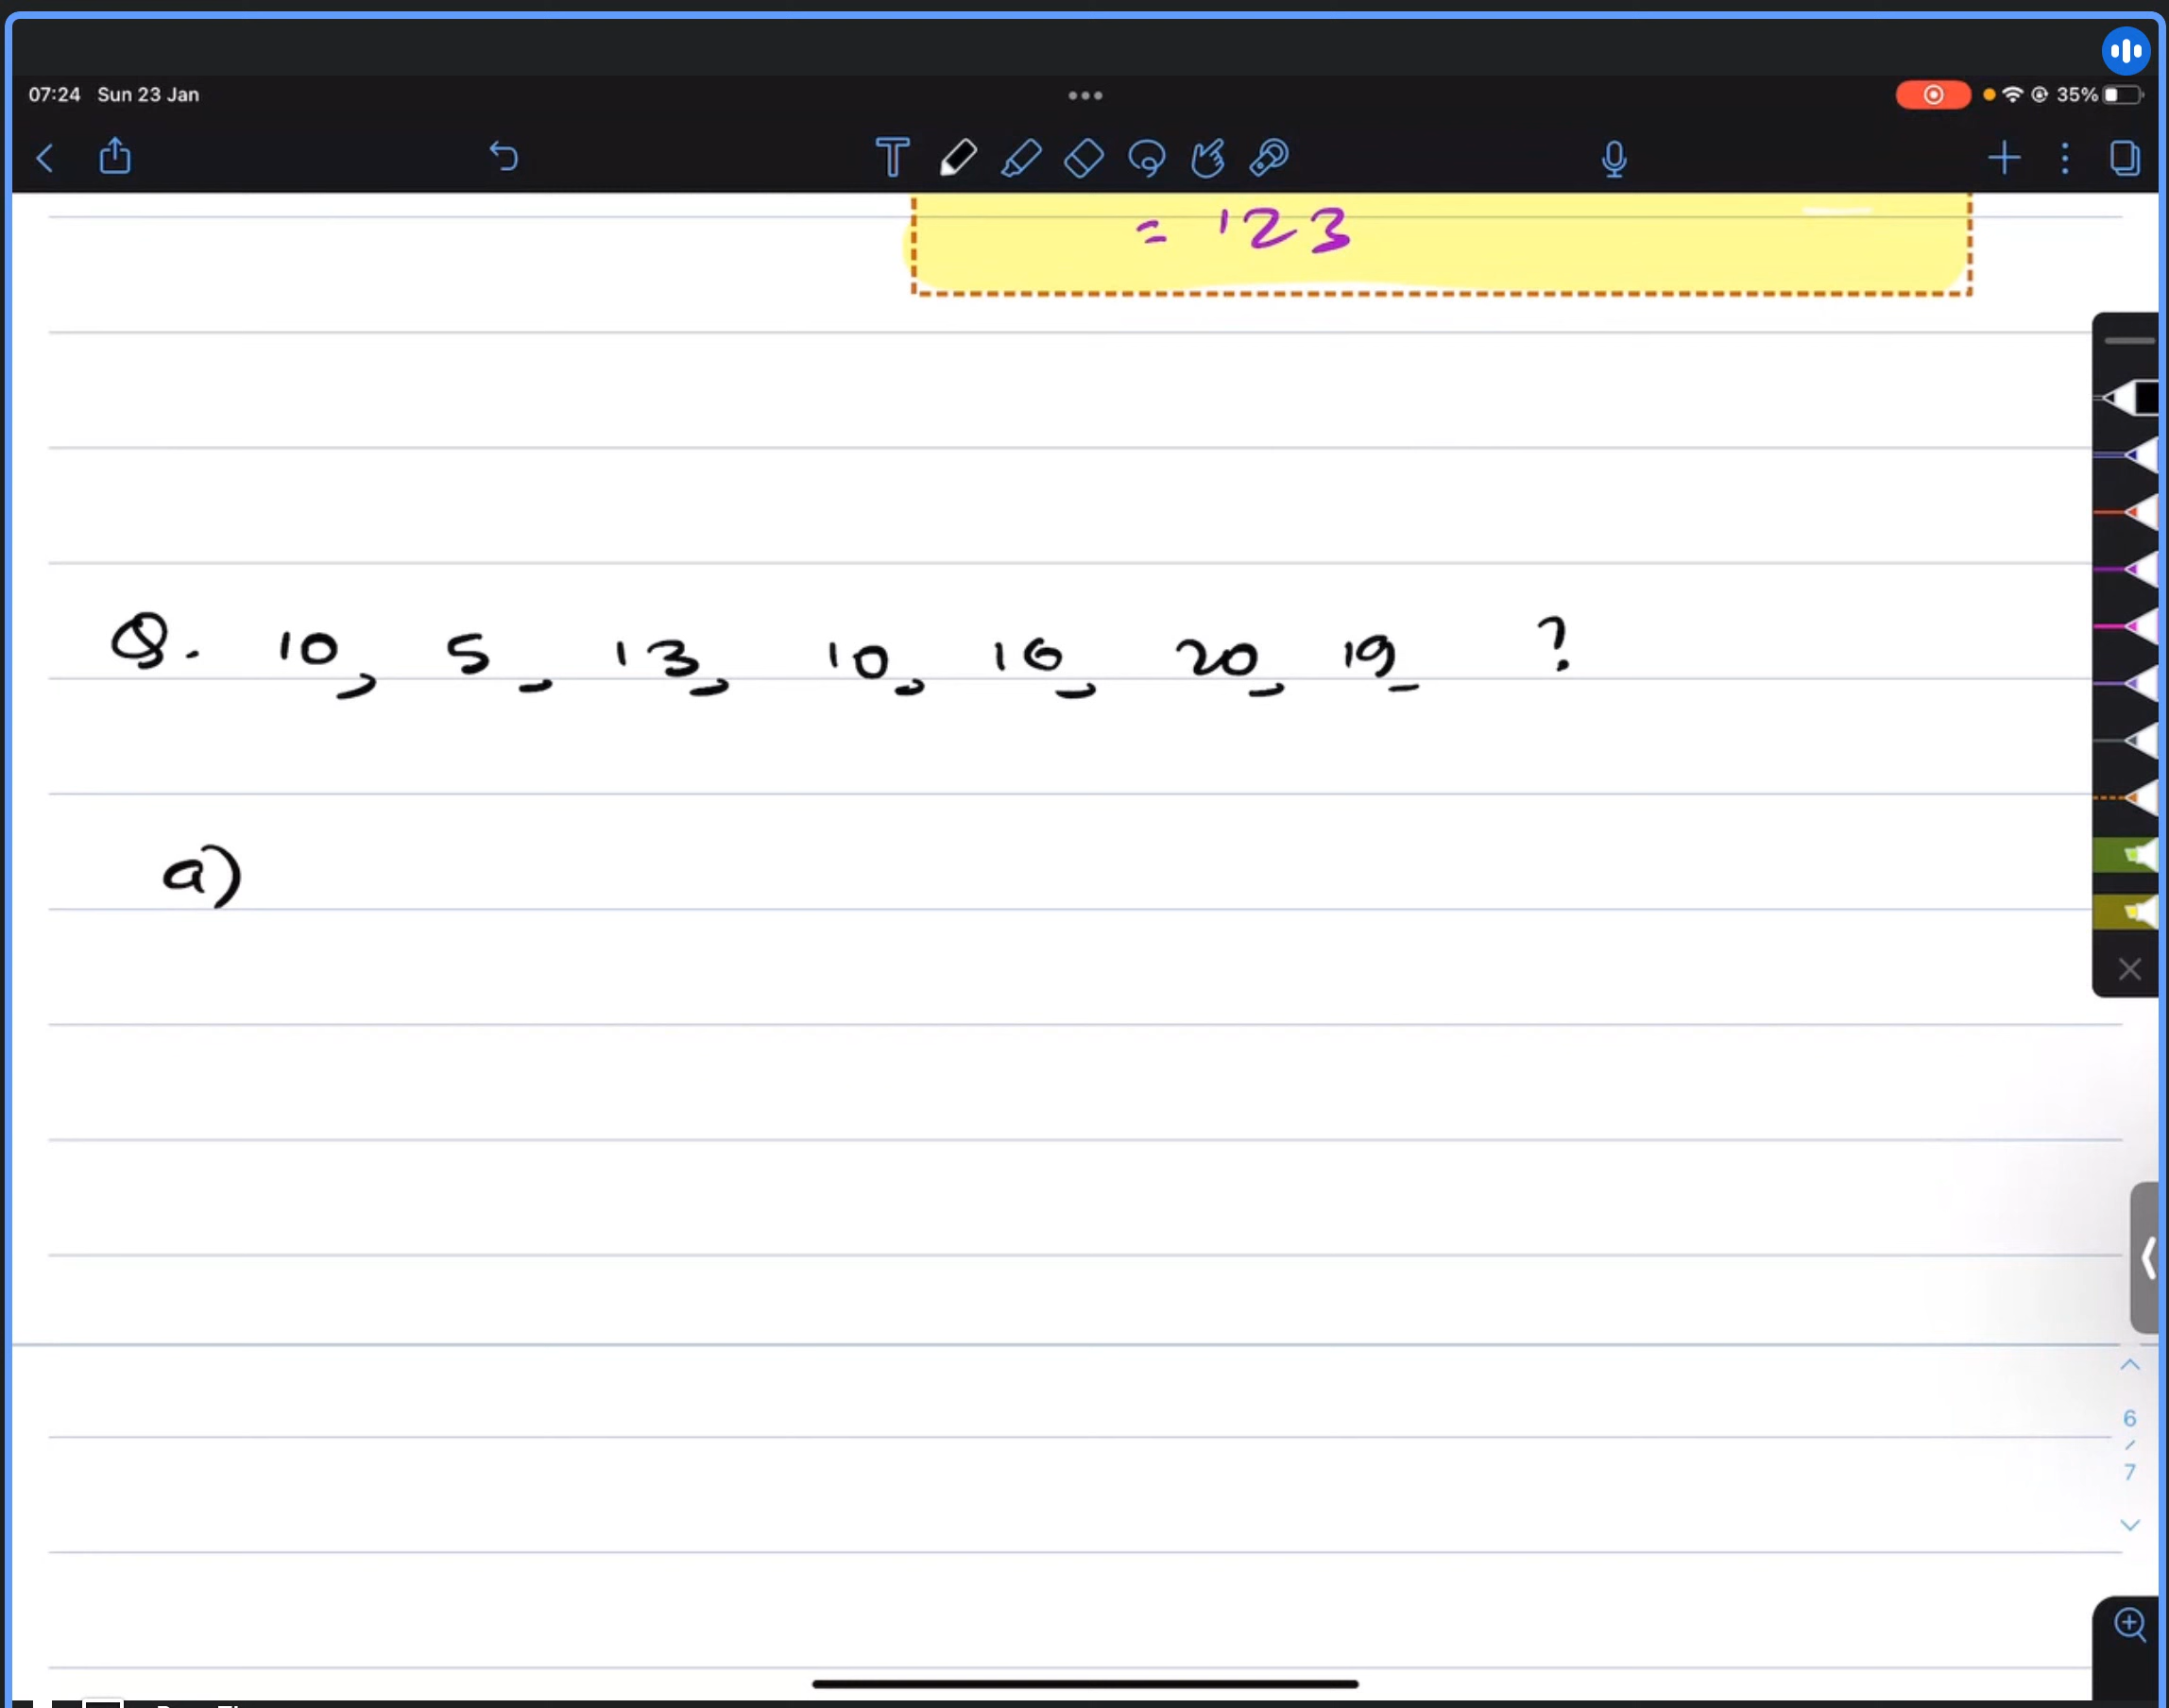 07:24 Sun 23 Jan
35%
T
= 123
Q. 10, 5, 13, 10, 16, 20, 19, ?
a)
6
/
7